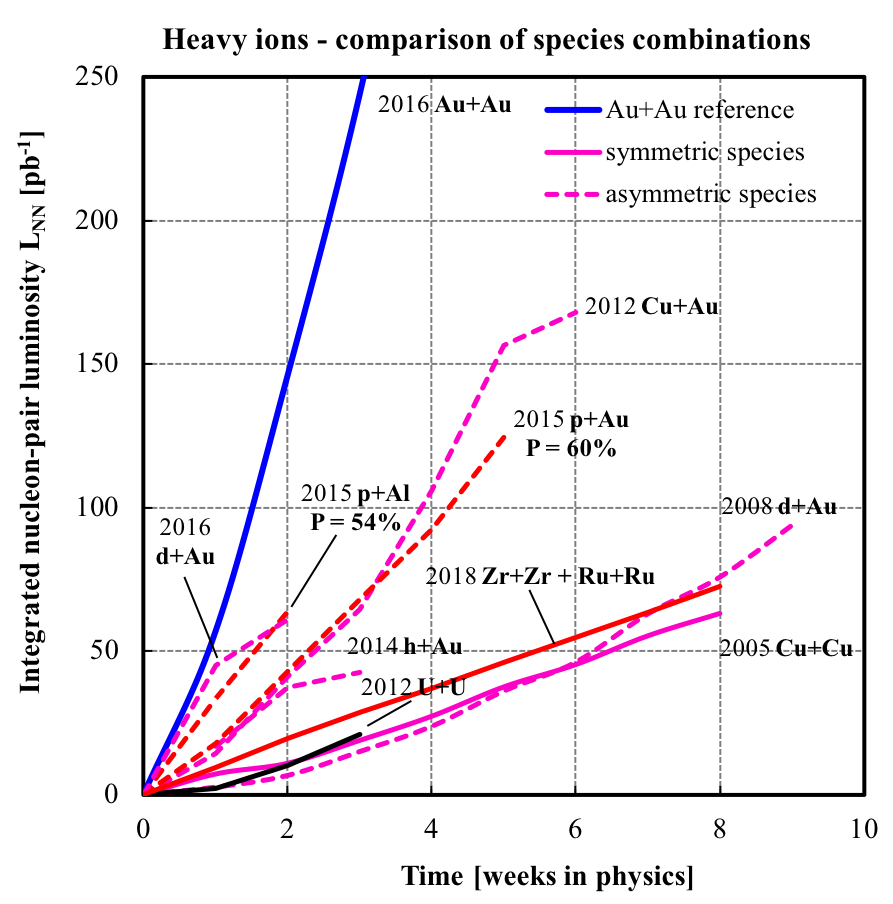 Heavy ions - comparison of species combinations
Integrated nucleon-pair luminosity L_NN [pb^-1]
250
200
150
100
50
0
2016 Au+Au
Au+Au reference
symmetric species
asymmetric species
2012 Cu+Au
2015 p+Au
P = 60%
2015 p+Al
P = 54%
2016
d+Au
2008 d+Au
2018 Zr+Zr + Ru+Ru
2014 h+Au
2005 Cu+Cu
2012 U+U
0 2 4 6 8 10
Time [weeks in physics]